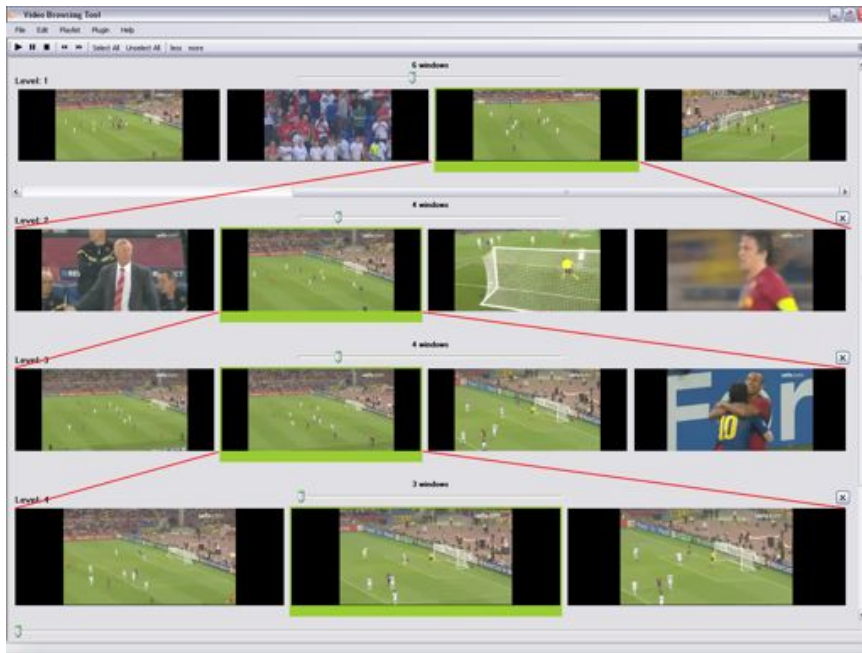 Video Browsing Tool
File Edit Playlist Plugin Help
Select All Unselect All less more
6 windows
Level: 1
4 windows
Level: 2
4 windows
Level: 3
10
3 windows
Level: 4